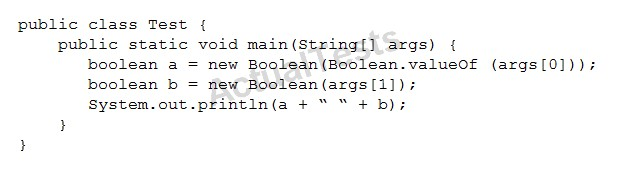 public class Test {
public static void main(String[] args) {
boolean a = new Boolean(Boolean.valueOf (args[0]));
boolean b = new Boolean(args[1]);
System.out.println(a + “ “ + b);
}
}
ActualTests